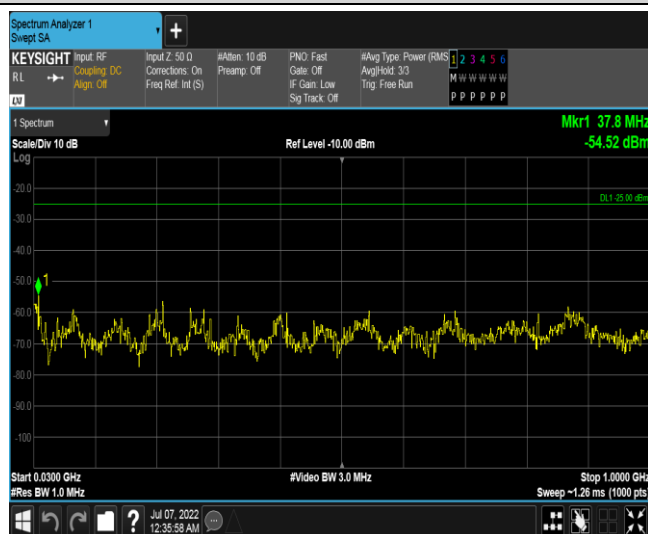 Spectrum Analyzer 1
Swept SA
+
KEYSIGHT Input: RF
RL Coupling: DC
Align: Off
LXI
Input Z: 50 Ω
Corrections: On
Freq Ref: Int (S)
#Atten: 10 dB
Preamp: Off
PNO: Fast
Gate: Off
IF Gain: Low
Sig Track: Off
#Avg Type: Power (RMS
Avg|Hold: 3/3
Trig: Free Run
1 2 3 4 5 6
M W W W W W
P P P P P P
1 Spectrum
Mkr1 37.8 MHz
Scale/Div 10 dB Ref Level -10.00 dBm -54.52 dBm
Log
-20.0
DL1 -25.00 dBm
-30.0
-40.0
-50.0
1
-60.0
-70.0
-80.0
-90.0
-100
Start 0.0300 GHz #Video BW 3.0 MHz Stop 1.0000 GHz
#Res BW 1.0 MHz Sweep ~1.26 ms (1000 pts)
? Jul 07, 2022
12:35:58 AM